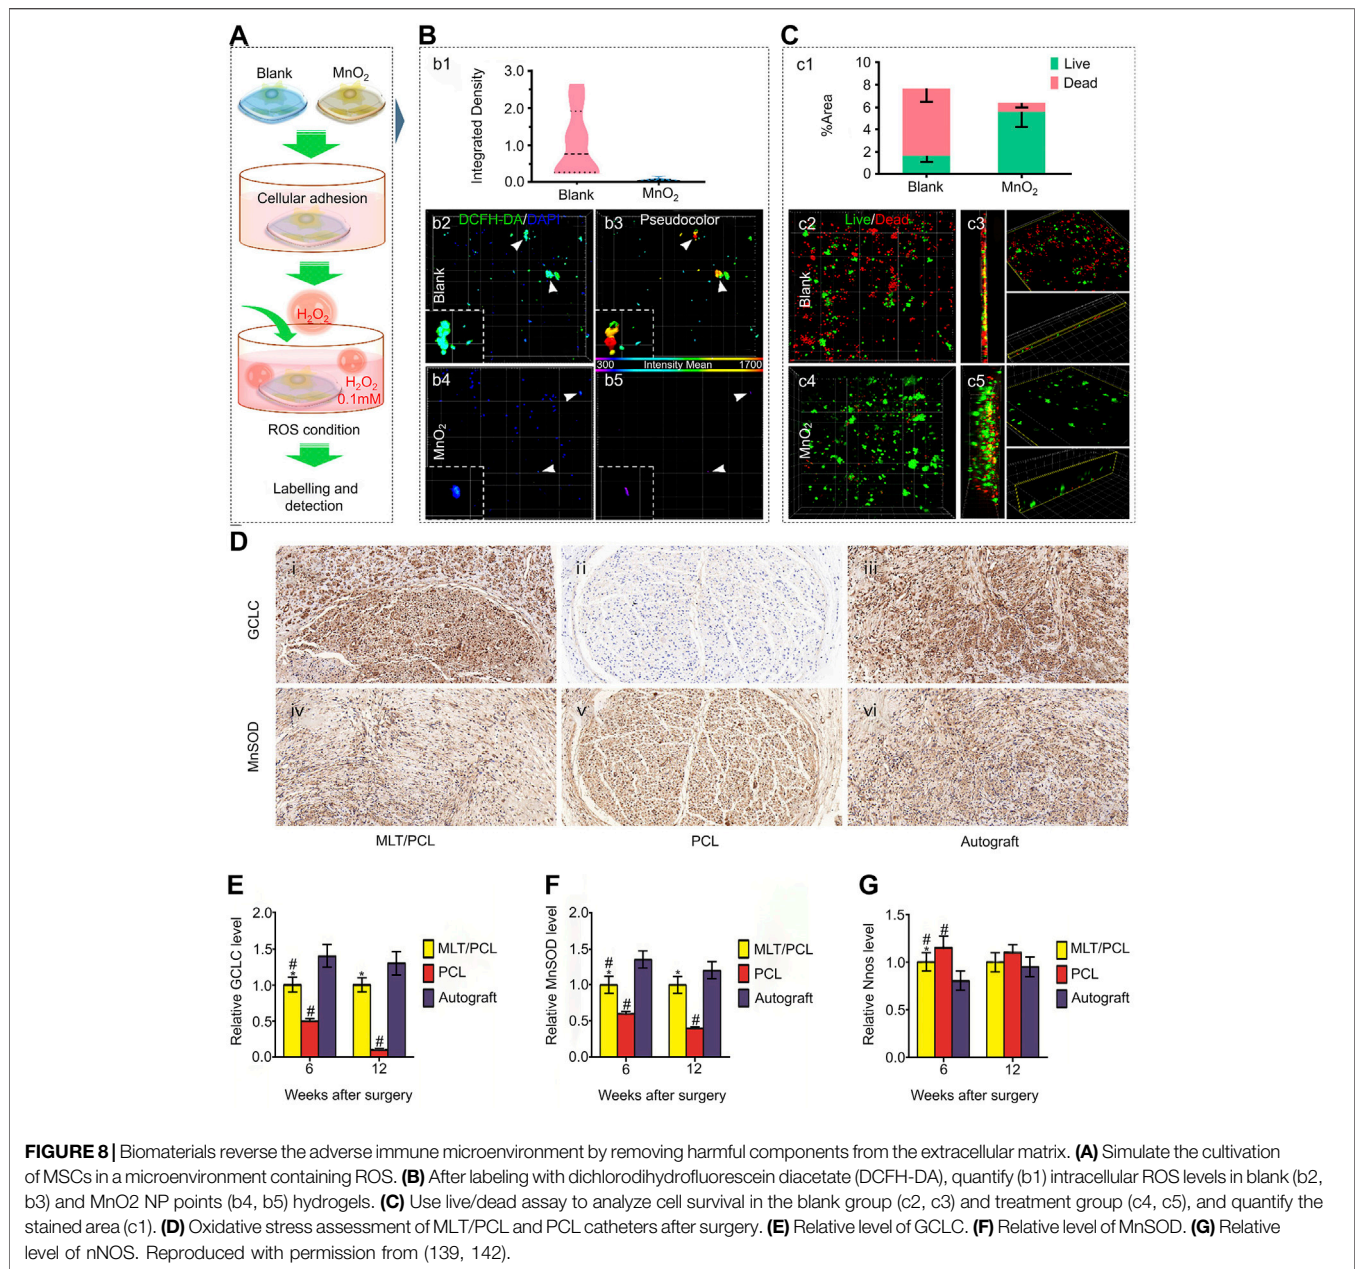 A
Blank MnO2
Cellular adhesion
H2O2
H2O2
0.1mM
ROS condition
Labelling and
detection
B
b1
Integrated Density
3.0
2.0
1.0
0.0
Blank MnO2
b2 DCFH-DA/DAPI
Blank
b3 Pseudocolor
300 Intensity Mean 1700
b4
MnO2
b5
C
c1
Live
Dead
%Area
10
8
6
4
2
0
Blank MnO2
c2 Live/Dead
Blank
c3
c4
MnO2
c5
D
GCLC
i ii iii
MnSOD
iv v vi
MLT/PCL PCL Autograft
E
Relative GCLC level
2.0
1.5
1.0
0.5
0.0
# * # * #
MLT/PCL
PCL
Autograft
6 12
Weeks after surgery
F
Relative MnSOD level
2.0
1.5
1.0
0.5
0.0
# * # * #
MLT/PCL
PCL
Autograft
6 12
Weeks after surgery
G
Relative Nnos level
1.5
1.0
0.5
0.0
# * #
MLT/PCL
PCL
Autograft
6 12
Weeks after surgery
FIGURE 8 | Biomaterials reverse the adverse immune microenvironment by removing harmful components from the extracellular matrix. (A) Simulate the cultivation
of MSCs in a microenvironment containing ROS. (B) After labeling with dichlorodihydrofluorescein diacetate (DCFH-DA), quantify (b1) intracellular ROS levels in blank (b2,
b3) and MnO2 NP points (b4, b5) hydrogels. (C) Use live/dead assay to analyze cell survival in the blank group (c2, c3) and treatment group (c4, c5), and quantify the
stained area (c1). (D) Oxidative stress assessment of MLT/PCL and PCL catheters after surgery. (E) Relative level of GCLC. (F) Relative level of MnSOD. (G) Relative
level of nNOS. Reproduced with permission from (139, 142).